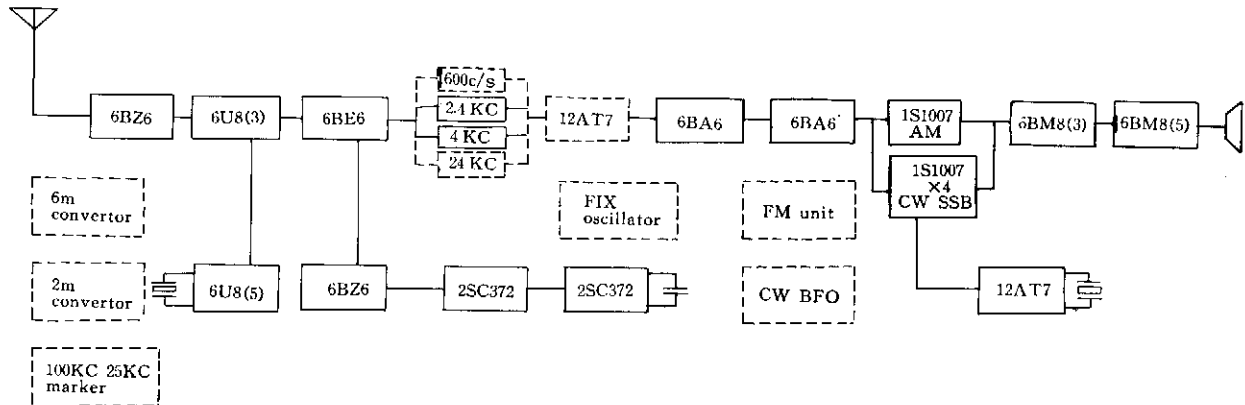 600c/s
6BZ6
6U8(3)
6BE6
2.4 KC
4 KC
24 KC
12AT7
6BA6
6BA6
1S1007
AM
1S1007
×4
CW SSB
6BM8(3)
6BM8(5)
6m
convertor
FIX
oscillator
FM unit
2m
convertor
6U8(5)
6BZ6
2SC372
2SC372
CW BFO
12AT7
100KC 25KC
marker